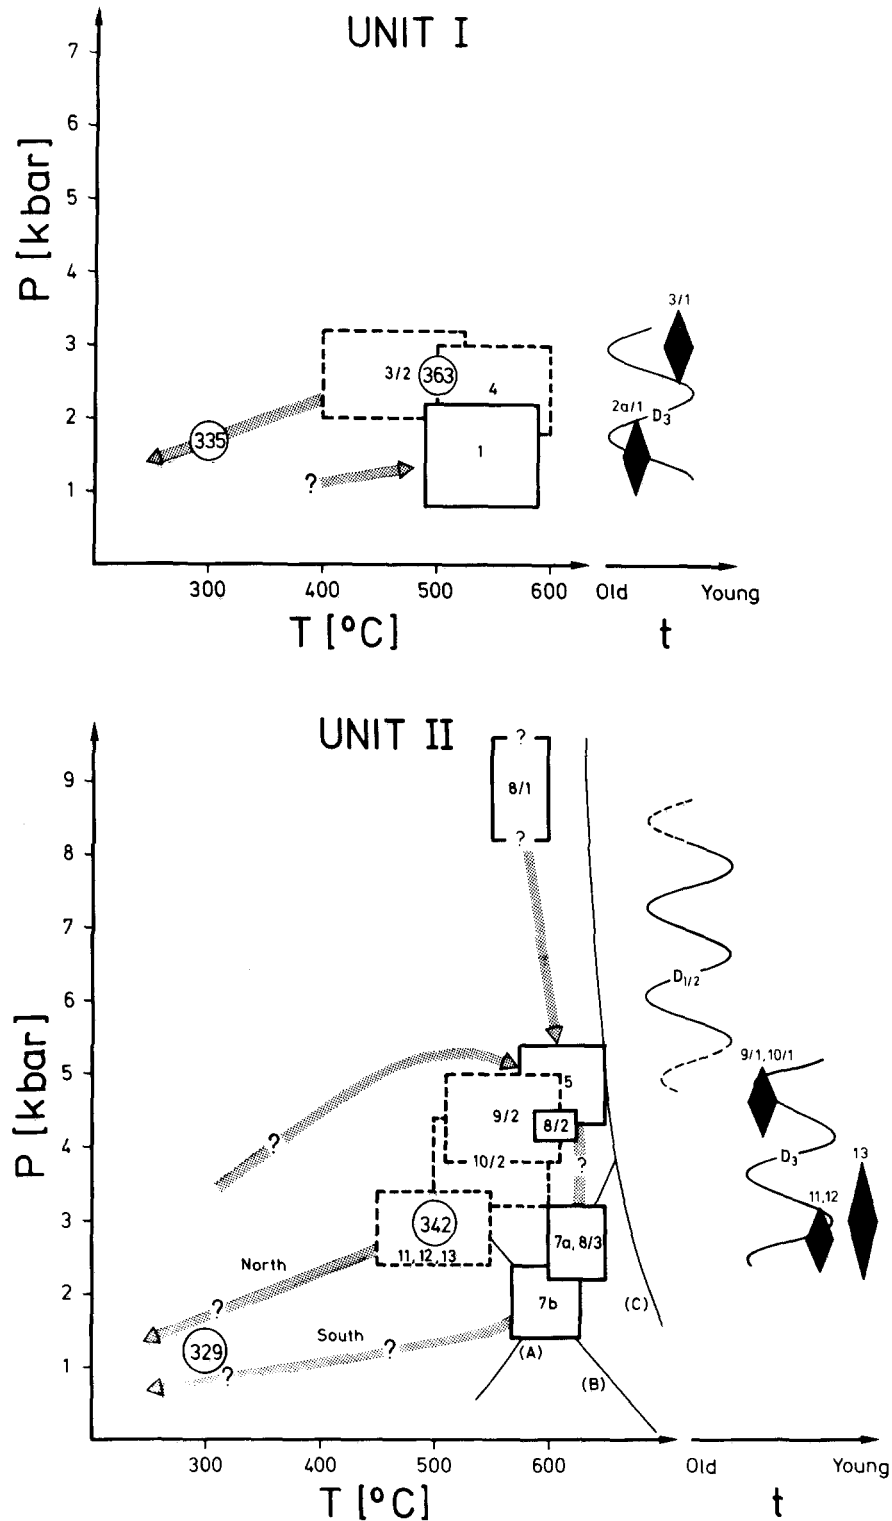 UNIT I
P [kbar]
7
6
5
4
3
2
1
3/2
363
4
1
335
?
3/1
2a/1
D3
300
400
500
600
T [°C]
Old
Young
t
UNIT II
P [kbar]
9
8
7
6
5
4
3
2
1
?
8/1
?
D1/2
5
9/2
8/2
10/2
?
?
342
11, 12, 13
7a, 8/3
7b
North
?
South
?
329
?
(A)
(B)
(C)
9/1, 10/1
D3
11, 12
13
300
400
500
600
T [°C]
Old
Young
t